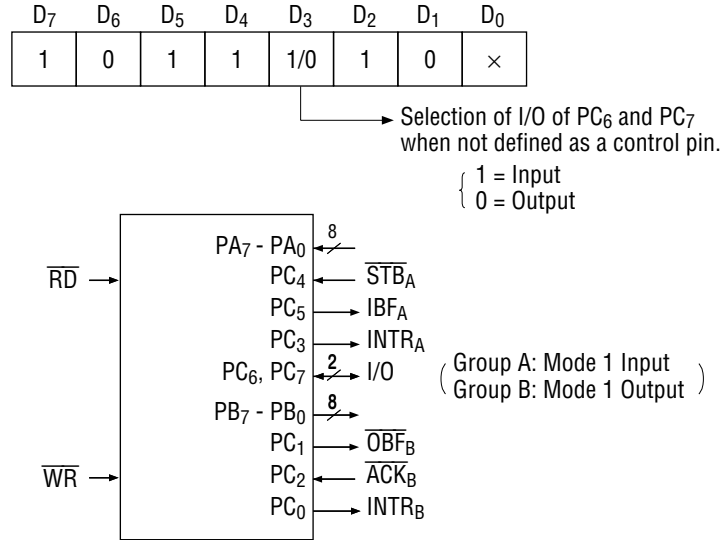 D7 D6 D5 D4 D3 D2 D1 D0
1 0 1 1 1/0 1 0 ×
Selection of I/O of PC6 and PC7
when not defined as a control pin.
1 = Input
0 = Output
PA7 - PA0 8
RD PC4 STBA
PC5 IBFA
PC3 INTRA
PC6, PC7 2 I/O
PB7 - PB0 8
(Group A: Mode 1 Input
Group B: Mode 1 Output)
PC1 OBFB
WR PC2 ACKB
PC0 INTRB